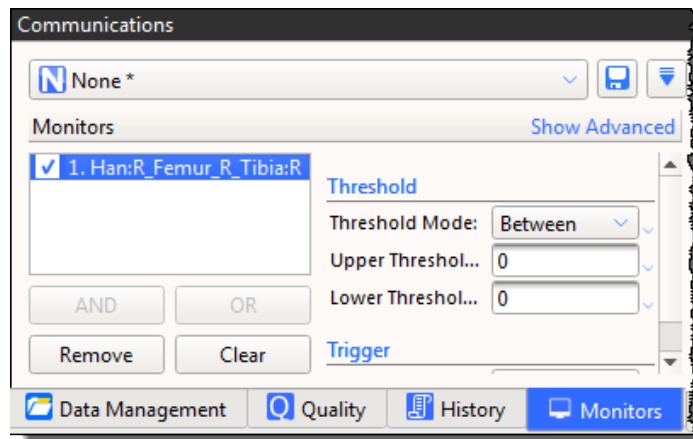 Communications
None *
Monitors
Show Advanced
1. Han:R_Femur_R_Tibia:R
Threshold
Threshold Mode: Between
Upper Threshol... 0
Lower Threshol... 0
AND OR
Remove Clear
Trigger
Data Management Quality History Monitors